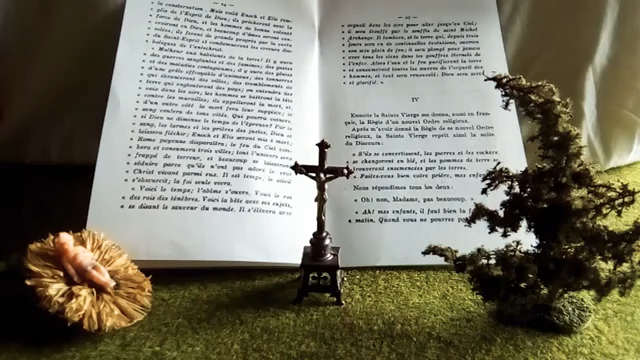 — 24 —
la consternation. Mais voilà Enoch et Elie rem-
« plis de l'Esprit de Dieu; ils prêcheront avec la
« force de Dieu, et les hommes de bonne volonté
« croiront en Dieu, et beaucoup d'âmes seront con-
« solées; ils feront de grands progrès par la vertu
« du Saint-Esprit et condamneront les erreurs dia-
« boliques de l'antechrist.
« Malheur aux habitants de la terre! Il y aura
« des guerres sanglantes et des famines; des pestes
« et des maladies contagieuses; il y aura des pluies
« d'une grêle effroyable d'animaux; des tonnerres
« qui ébranleront des villes; des tremblements de
« terre qui engloutiront des pays; on entendra des
« voix dans les airs; les hommes se battront la tête
« contre les murailles; ils appelleront la mort, et
« d'un autre côté la mort fera leur supplice; le
« sang coulera de tous côtés. Qui pourra vaincre
« si Dieu ne diminue le temps de l'épreuve? Par le
« sang, les larmes et les prières des justes, Dieu se
« laissera fléchir; Enoch et Elie seront mis à mort;
« Rome payenne disparaîtra; le feu du Ciel tom-
« bera et consumera trois villes; tout l'univers sera
« frappé de terreur, et beaucoup se laisseront
« séduire parce qu'ils n'ont pas adoré le vrai
« Christ vivant parmi eux. Il est temps; le soleil
« s'obscurcit; la foi seule vivra.
« Voici le temps; l'abîme s'ouvre. Voici le roi
« des rois des ténèbres. Voici la bête avec ses sujets,
« se disant le sauveur du monde. Il s'élèvera avec
— 25 —
« orgueil dans les airs pour aller jusqu'au Ciel;
« il sera étouffé par le souffle de saint Michel
« Archange. Il tombera, et la terre qui, depuis trois
« jours sera en de continuelles évolutions, ouvrira
« son sein plein de feu; il sera plongé pour jamais
« avec tous les siens dans les gouffres éternels de
« l'enfer. Alors l'eau et le feu purifieront la terre
« et consumeront toutes les œuvres de l'orgueil des
« hommes, et tout sera renouvelé: Dieu sera servi
« et glorifié. »
IV
Ensuite la Sainte Vierge me donna, aussi en fran-
çais, la Règle d'un nouvel Ordre religieux.
Après m'avoir donné la Règle de ce nouvel Ordre
religieux, la Sainte Vierge reprit ainsi la suite
du Discours:
« S'ils se convertissent, les pierres et les rochers
« se changeront en blé, et les pommes de terre se
trouveront ensemencées par les terres.
« Faites-vous bien votre prière, mes enfants
Nous répondîmes tous les deux:
« Oh! non, Madame, pas beaucoup.
« Ah! mes enfants, il faut bien la
« matin. Quand vous ne pourrez pas